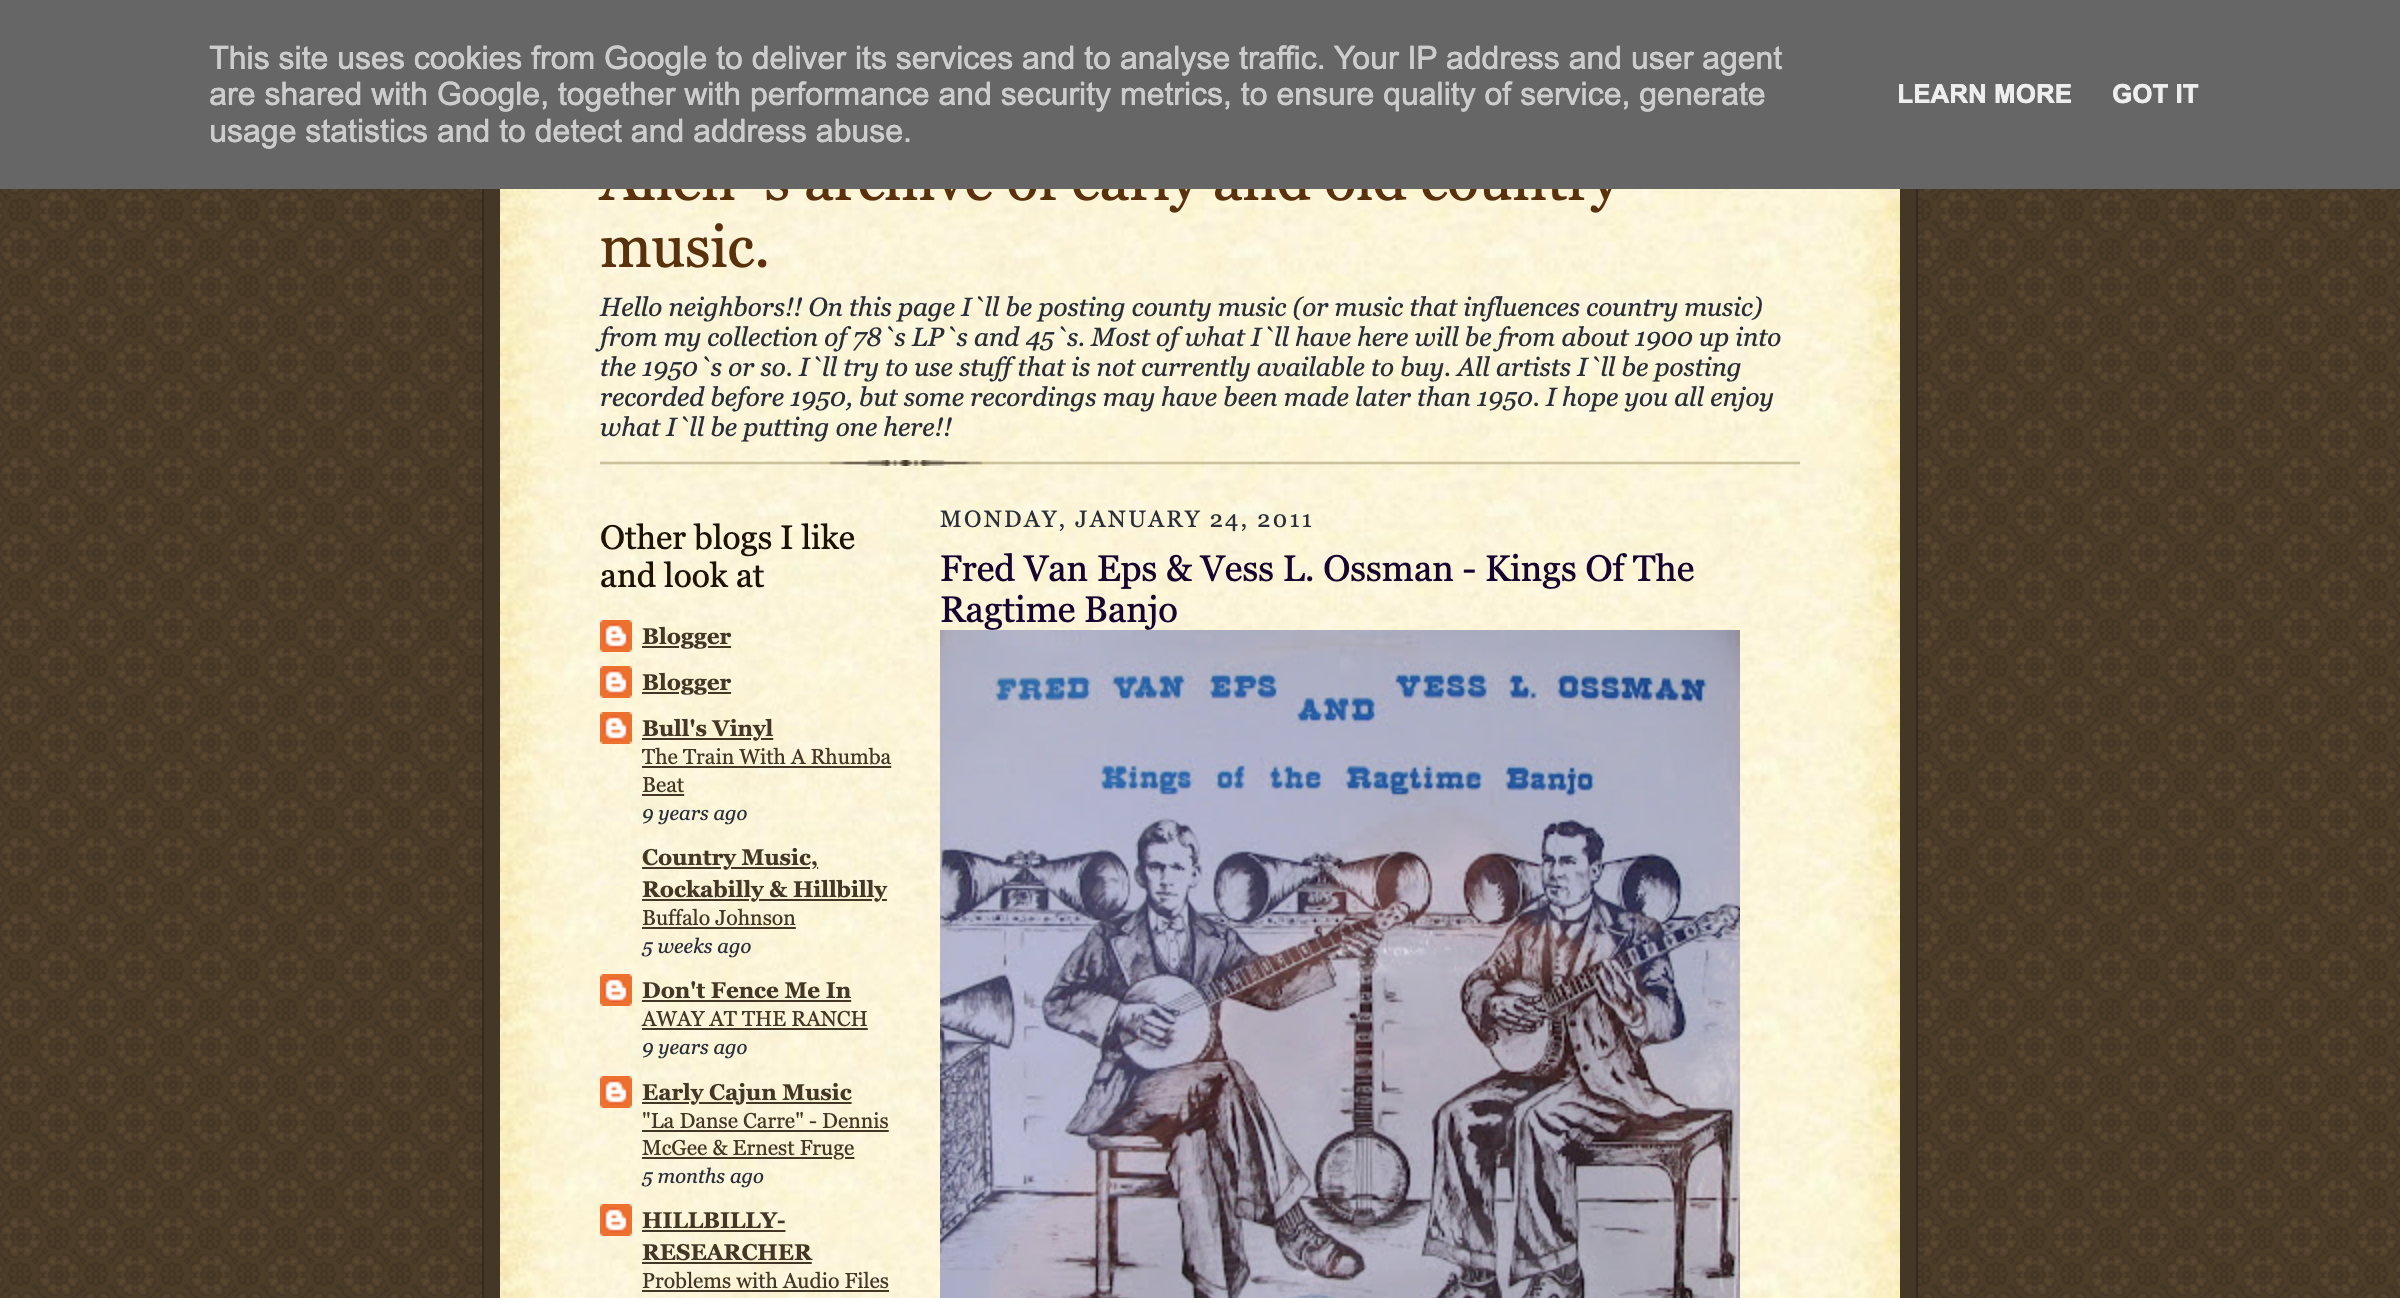 This site uses cookies from Google to deliver its services and to analyse traffic. Your IP address and user agent
are shared with Google, together with performance and security metrics, to ensure quality of service, generate
usage statistics and to detect and address abuse.
LEARN MORE GOT IT
Allen`s archive of early and old country
music.
Hello neighbors!! On this page I`ll be posting county music (or music that influences country music)
from my collection of 78`s LP`s and 45`s. Most of what I`ll have here will be from about 1900 up into
the 1950`s or so. I`ll try to use stuff that is not currently available to buy. All artists I`ll be posting
recorded before 1950, but some recordings may have been made later than 1950. I hope you all enjoy
what I`ll be putting one here!!
Other blogs I like
and look at
Blogger
Blogger
Bull's Vinyl
The Train With A Rhumba
Beat
9 years ago
Country Music,
Rockabilly & Hillbilly
Buffalo Johnson
5 weeks ago
Don't Fence Me In
AWAY AT THE RANCH
9 years ago
Early Cajun Music
"La Danse Carre" - Dennis
McGee & Ernest Fruge
5 months ago
HILLBILLY-
RESEARCHER
Problems with Audio Files
MONDAY, JANUARY 24, 2011
Fred Van Eps & Vess L. Ossman - Kings Of The
Ragtime Banjo
FRED VAN EPS AND VESS L. OSSMAN
Kings of the Ragtime Banjo